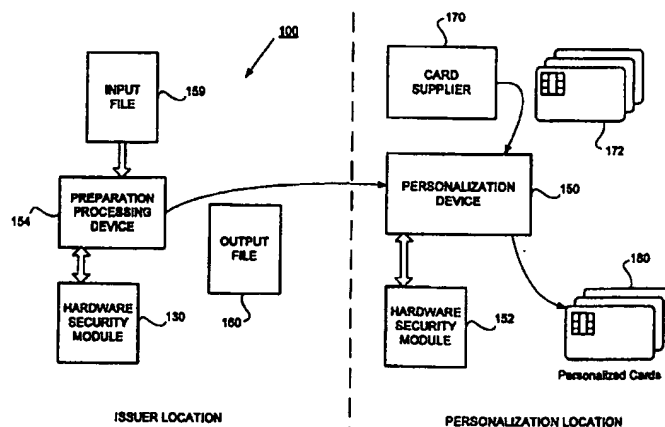 100
INPUT
FILE
159
PREPARATION
PROCESSING
DEVICE
154
OUTPUT
FILE
160
HARDWARE
SECURITY
MODULE
130
ISSUER LOCATION
170
CARD
SUPPLIER
172
PERSONALIZATION
DEVICE
150
HARDWARE
SECURITY
MODULE
152
180
Personalized Cards
PERSONALIZATION LOCATION